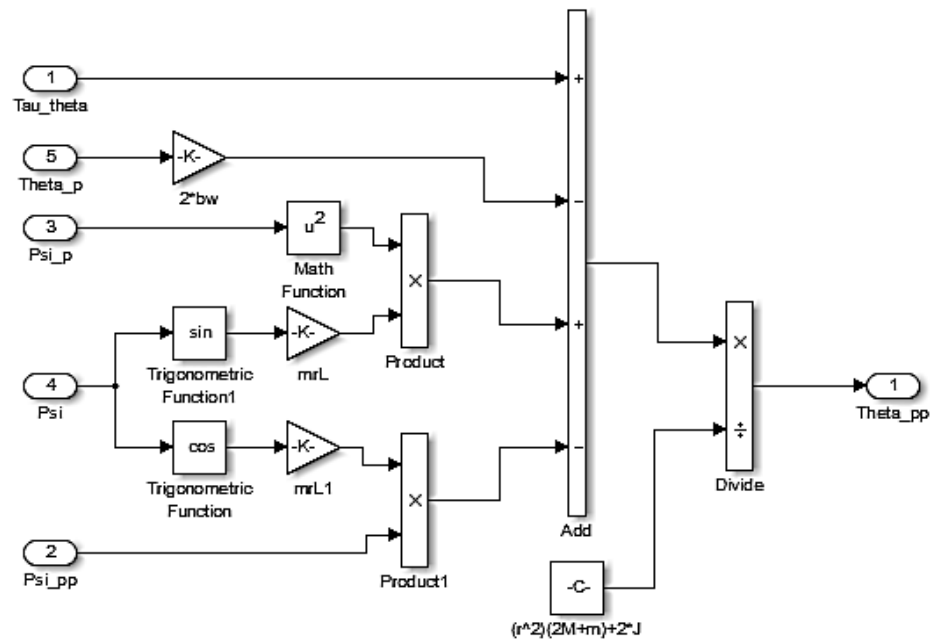 1
Tau_theta
+
5
Theta_p
-K-
2*bw
−
3
Psi_p
u²
Math
Function
×
Product
sin
Trigonometric
Function1
-K-
mrL
+
4
Psi
cos
Trigonometric
Function
-K-
mrL1
×
Product1
−
2
Psi_pp
Add
×
÷
Divide
1
Theta_pp
-C-
(r^2)(2M+m)+2*J